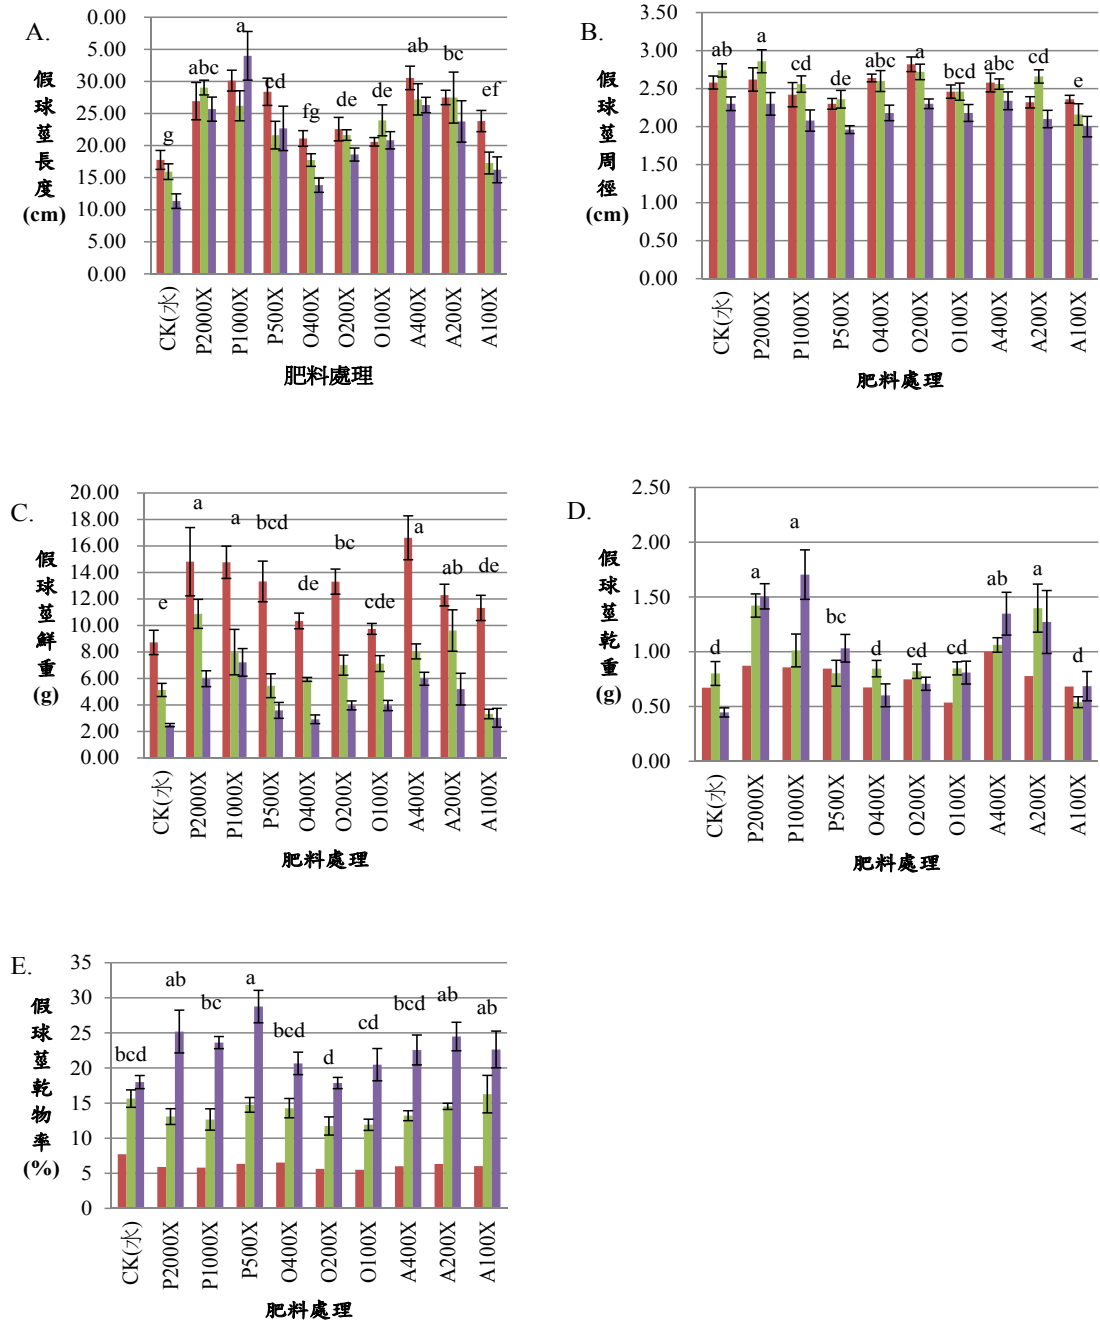 A.
假球莖長度
(cm)
0.00
5.00
30.00
25.00
20.00
15.00
10.00
5.00
0.00
g
abc
a
cd
fg
de
de
ab
bc
ef
CK(水)
P2000X
P1000X
P500X
O400X
O200X
O100X
A400X
A200X
A100X
肥料處理
B.
假球莖周徑
(cm)
3.50
3.00
2.50
2.00
1.50
1.00
0.50
0.00
ab
a
cd
de
abc
a
bcd
abc
cd
e
CK(水)
P2000X
P1000X
P500X
O400X
O200X
O100X
A400X
A200X
A100X
肥料處理
C.
假球莖鮮重
(g)
20.00
18.00
16.00
14.00
12.00
10.00
8.00
6.00
4.00
2.00
0.00
e
a
a
bcd
de
bc
cde
a
ab
de
CK(水)
P2000X
P1000X
P500X
O400X
O200X
O100X
A400X
A200X
A100X
肥料處理
D.
假球莖乾重
(g)
2.50
2.00
1.50
1.00
0.50
0.00
d
a
a
bc
d
cd
cd
ab
a
d
CK(水)
P2000X
P1000X
P500X
O400X
O200X
O100X
A400X
A200X
A100X
肥料處理
E.
假球莖乾物率
(%)
35
30
25
20
15
10
5
0
bcd
ab
bc
a
bcd
d
cd
bcd
ab
ab
CK(水)
P2000X
P1000X
P500X
O400X
O200X
O100X
A400X
A200X
A100X
肥料處理